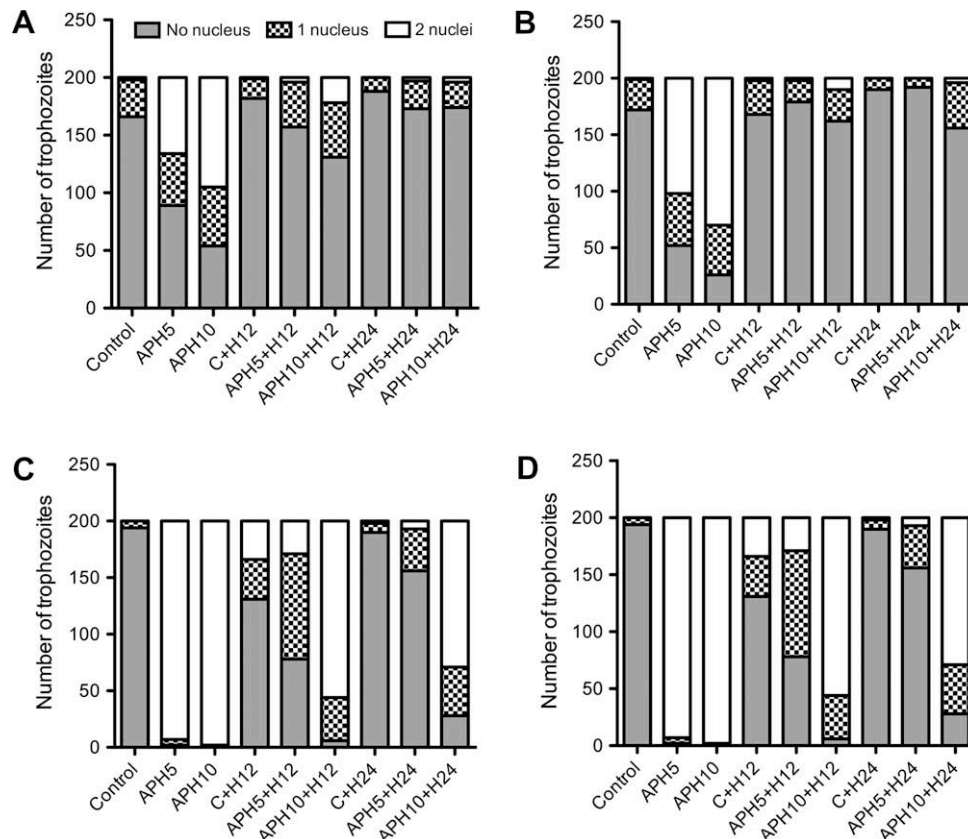 A
No nucleus 1 nucleus 2 nuclei
Number of trophozoites
250
200
150
100
50
0
Control APH5 APH10 C+H12 APH5+H12 APH10+H12 C+H24 APH5+H24 APH10+H24
B
Number of trophozoites
250
200
150
100
50
0
Control APH5 APH10 C+H12 APH5+H12 APH10+H12 C+H24 APH5+H24 APH10+H24
C
Number of trophozoites
250
200
150
100
50
0
Control APH5 APH10 C+H12 APH5+H12 APH10+H12 C+H24 APH5+H24 APH10+H24
D
Number of trophozoites
250
200
150
100
50
0
Control APH5 APH10 C+H12 APH5+H12 APH10+H12 C+H24 APH5+H24 APH10+H24